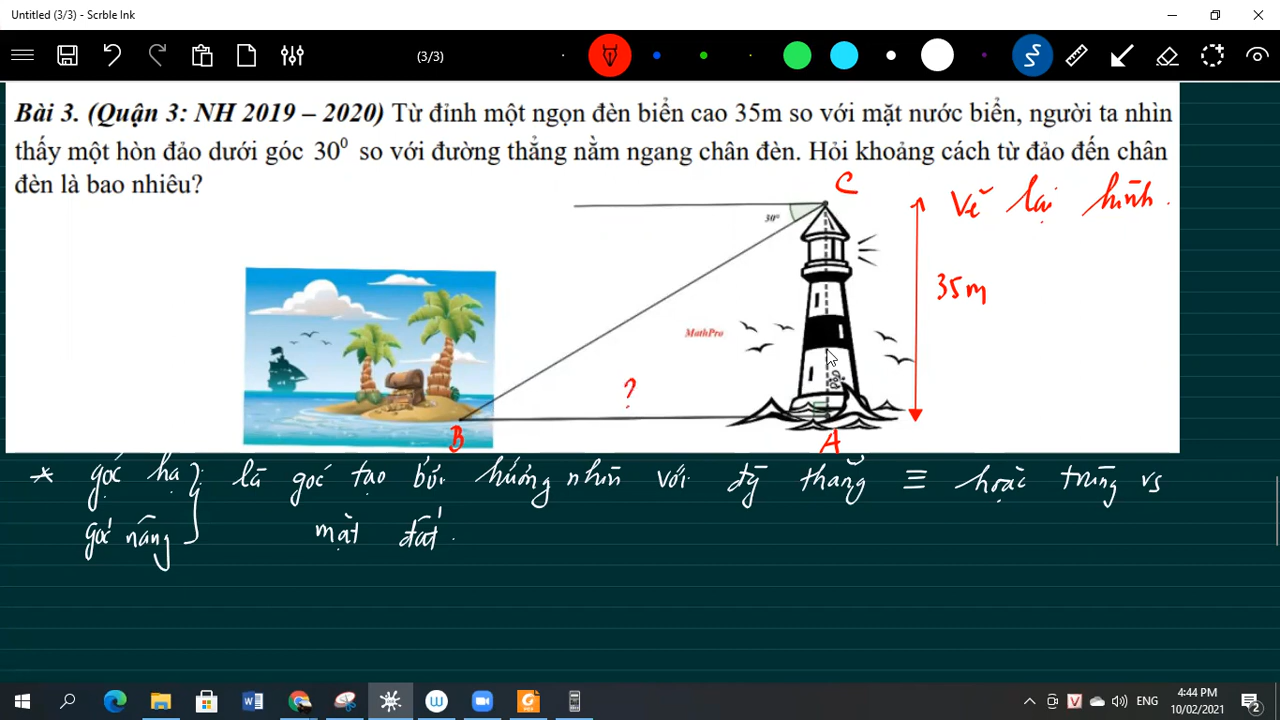 Untitled (3/3) - Scrble Ink
(3/3)
Bài 3. (Quận 3: NH 2019 – 2020) Từ đỉnh một ngọn đèn biển cao 35m so với mặt nước biển, người ta nhìn
thấy một hòn đảo dưới góc 30⁰ so với đường thẳng nằm ngang chân đèn. Hỏi khoảng cách từ đảo đến chân
đèn là bao nhiêu?
C
Vẽ lại hình.
30°
35m
MathPro
?
B
A
* góc hạ } là góc tạo bởi hướng nhìn với đg thẳng ≡ hoặc trùng vs
góc nâng mặt đất.
ENG
4:44 PM
10/02/2021
2